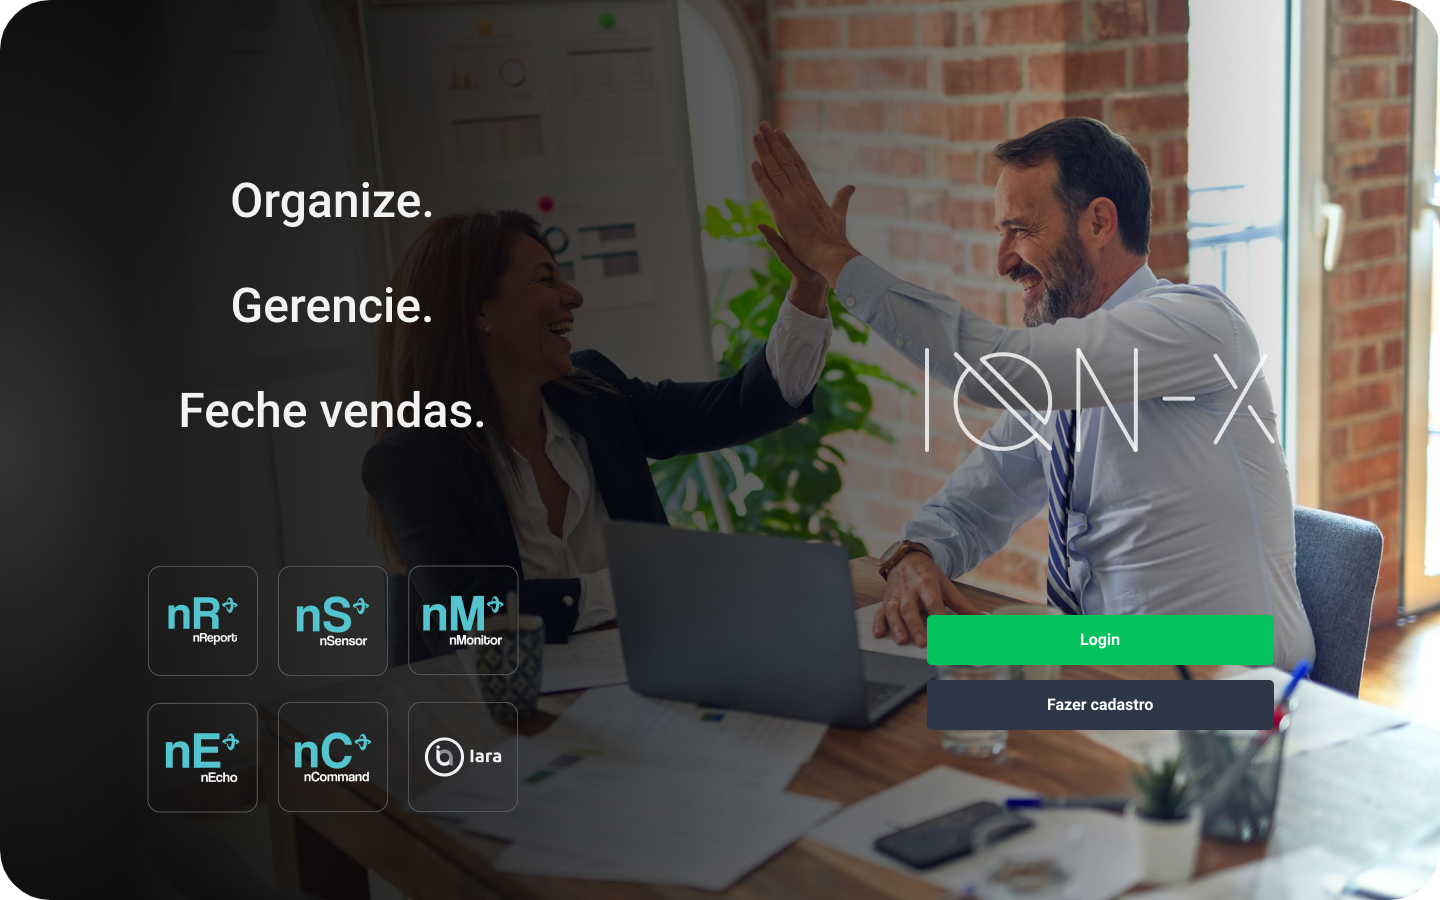 Organize.
Gerencie.
Feche vendas.
ION-X
nR
nReport
nS
nSensor
nM
nMonitor
nE
nEcho
nC
nCommand
Iara
Login
Fazer cadastro